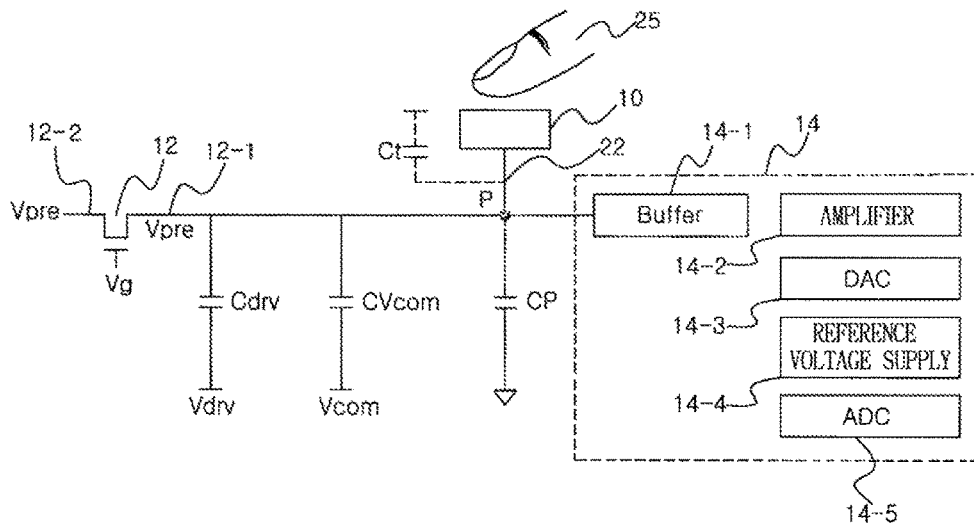 25
10
12-2
12
12-1
Ct
22
14-1
14
P
Vpre
Vpre
Vg
Buffer
AMPLIFIER
14-2
Cdrv
CVcom
CP
DAC
14-3
REFERENCE
VOLTAGE SUPPLY
14-4
Vdrv
Vcom
ADC
14-5